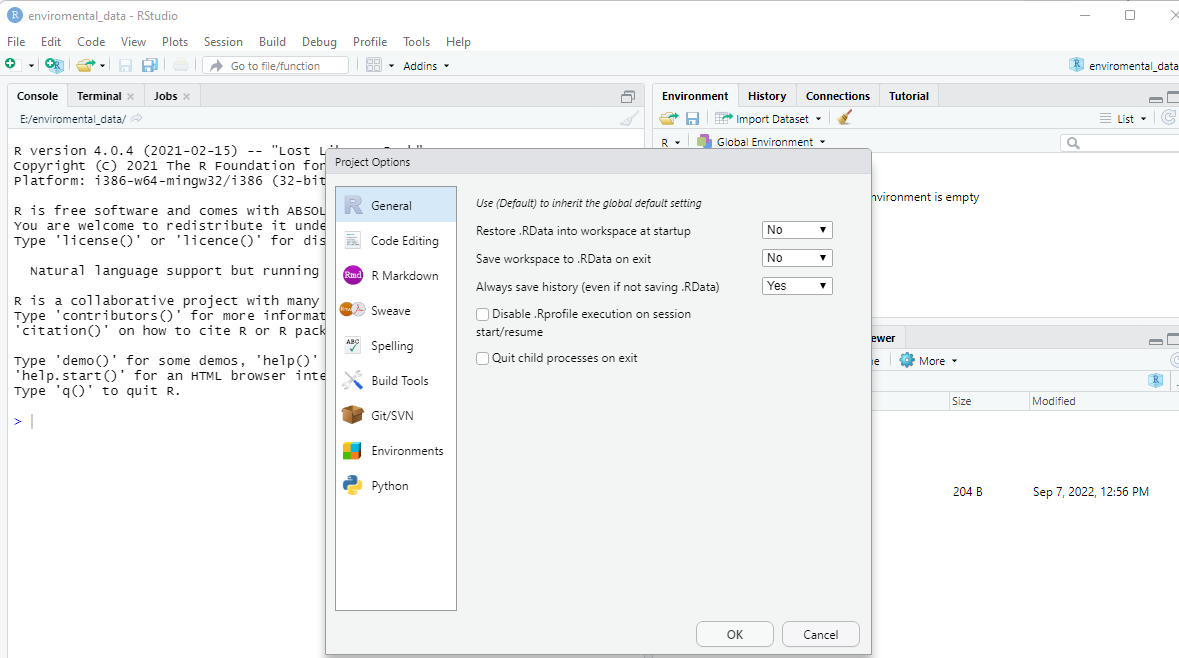 enviromental_data - RStudio
File Edit Code View Plots Session Build Debug Profile Tools Help
Go to file/function
Addins
enviromental_data
Console Terminal Jobs
E:/enviromental_data/
R version 4.0.4 (2021-02-15) -- "Lost
Copyright (C) 2021 The R Foundation for
Platform: i386-w64-mingw32/i386 (32-bit
R is free software and comes with ABSOL
You are welcome to redistribute it unde
Type 'license()' or 'licence()' for dis
Natural language support but running
R is a collaborative project with many
Type 'contributors()' for more informat
'citation()' on how to cite R or R pack
Type 'demo()' for some demos, 'help()'
'help.start()' for an HTML browser inte
Type 'q()' to quit R.
>
Environment History Connections Tutorial
Import Dataset
List
R
Global Environment
nvironment is empty
Project Options
General
Code Editing
Rmd
R Markdown
Sweave
ABC
Spelling
Build Tools
Git/SVN
Environments
Python
Use (Default) to inherit the global default setting
Restore .RData into workspace at startup No
Save workspace to .RData on exit No
Always save history (even if not saving .RData) Yes
Disable .Rprofile execution on session
start/resume
Quit child processes on exit
OK Cancel
ewer
me More
R
Size Modified
204 B Sep 7, 2022, 12:56 PM